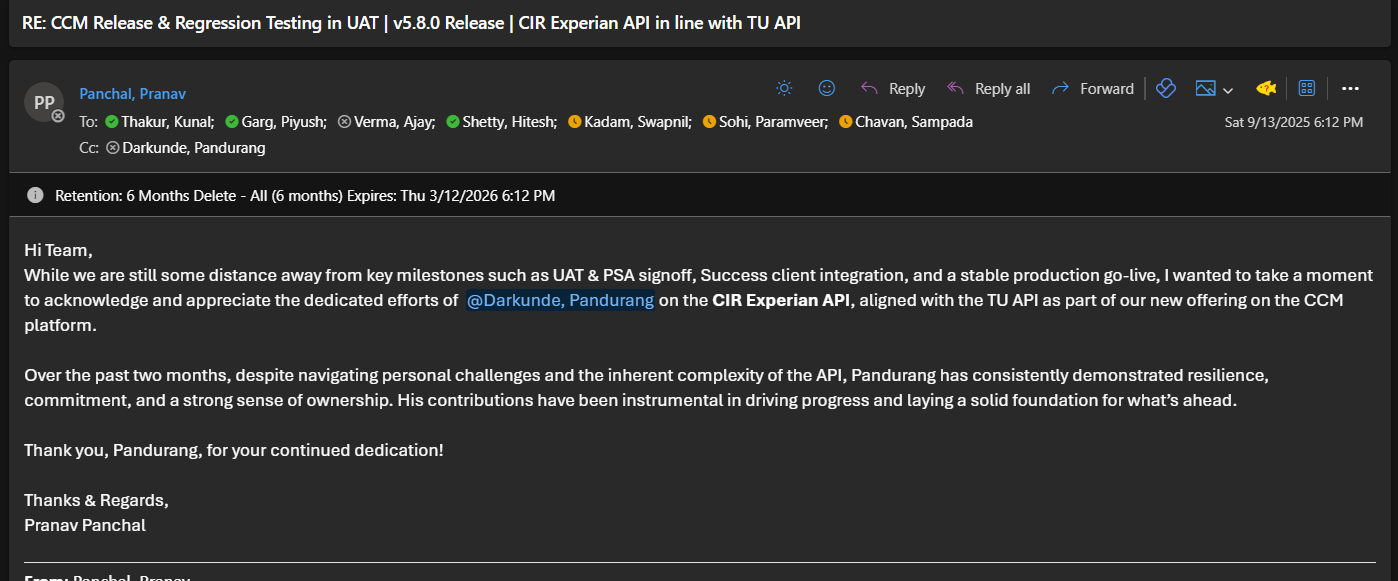 RE: CCM Release & Regression Testing in UAT | v5.8.0 Release | CIR Experian API in line with TU API
PP
Panchal, Pranav
Reply
Reply all
Forward
To: Thakur, Kunal; Garg, Piyush; Verma, Ajay; Shetty, Hitesh; Kadam, Swapnil; Sohi, Paramveer; Chavan, Sampada
Sat 9/13/2025 6:12 PM
Cc: Darkunde, Pandurang
Retention: 6 Months Delete - All (6 months) Expires: Thu 3/12/2026 6:12 PM
Hi Team,
While we are still some distance away from key milestones such as UAT & PSA signoff, Success client integration, and a stable production go-live, I wanted to take a moment
to acknowledge and appreciate the dedicated efforts of @Darkunde, Pandurang on the CIR Experian API, aligned with the TU API as part of our new offering on the CCM
platform.
Over the past two months, despite navigating personal challenges and the inherent complexity of the API, Pandurang has consistently demonstrated resilience,
commitment, and a strong sense of ownership. His contributions have been instrumental in driving progress and laying a solid foundation for what’s ahead.
Thank you, Pandurang, for your continued dedication!
Thanks & Regards,
Pranav Panchal
From: Panchal, Pranav